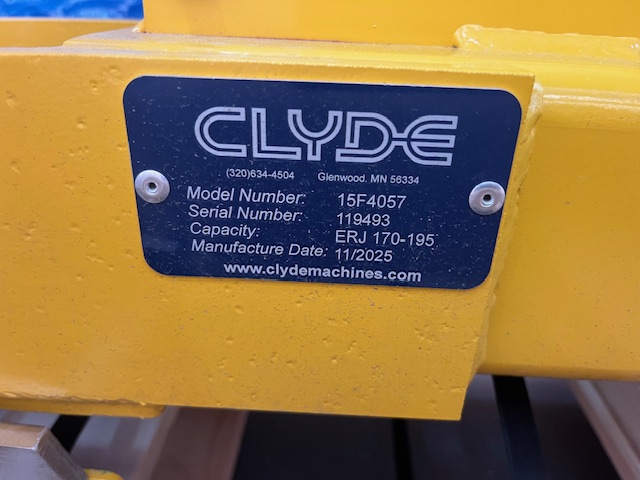 CLYDE
(320)634-4504 Glenwood, MN 56334
Model Number: 15F4057
Serial Number: 119493
Capacity: ERJ 170-195
Manufacture Date: 11/2025
www.clydemachines.com